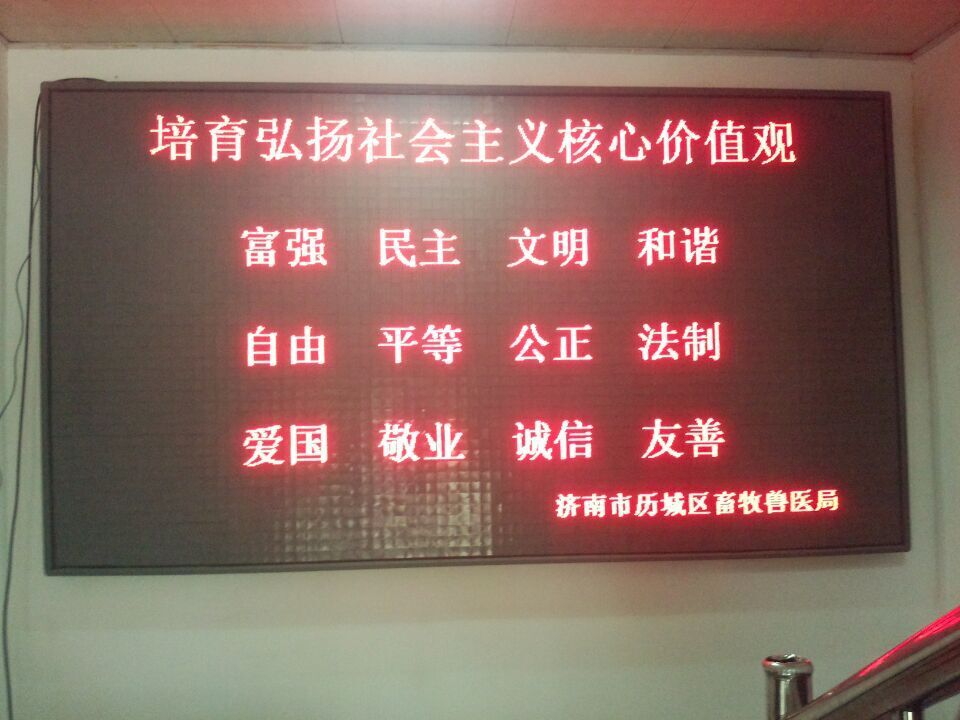 培育弘扬社会主义核心价值观
富强 民主 文明 和谐
自由 平等 公正 法制
爱国 敬业 诚信 友善
济南市历城区畜牧兽医局